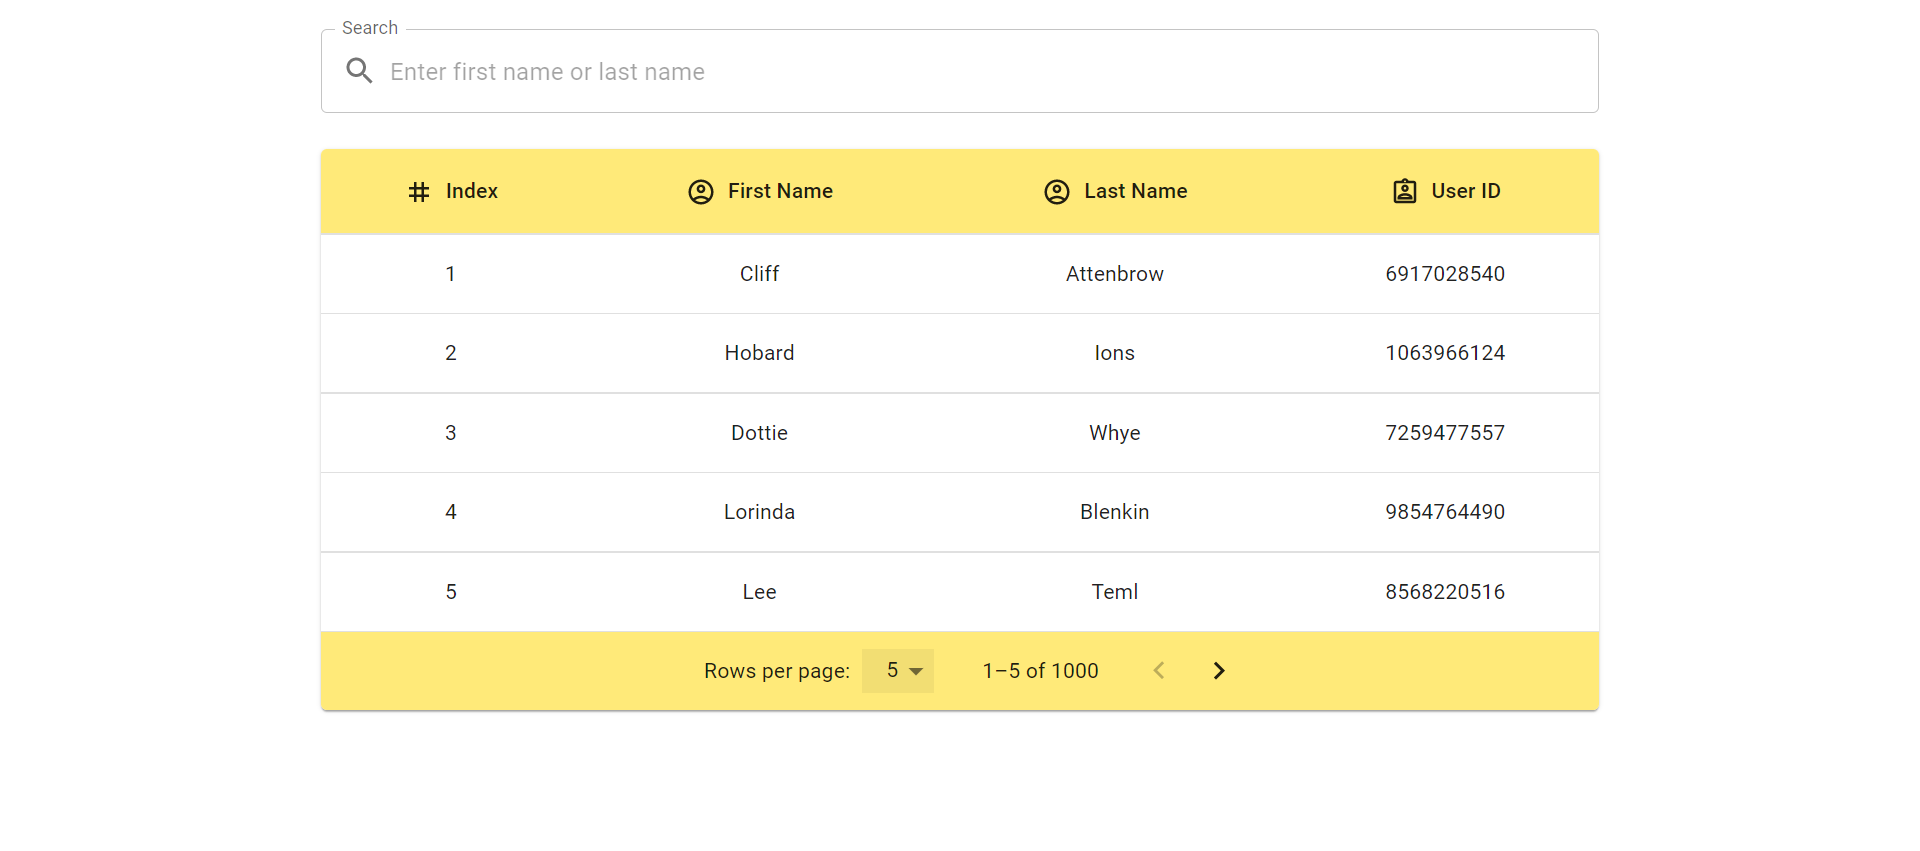 Search
Enter first name or last name
Index First Name Last Name User ID
1 Cliff Attenbrow 6917028540
2 Hobard Ions 1063966124
3 Dottie Whye 7259477557
4 Lorinda Blenkin 9854764490
5 Lee Teml 8568220516
Rows per page: 5 1–5 of 1000